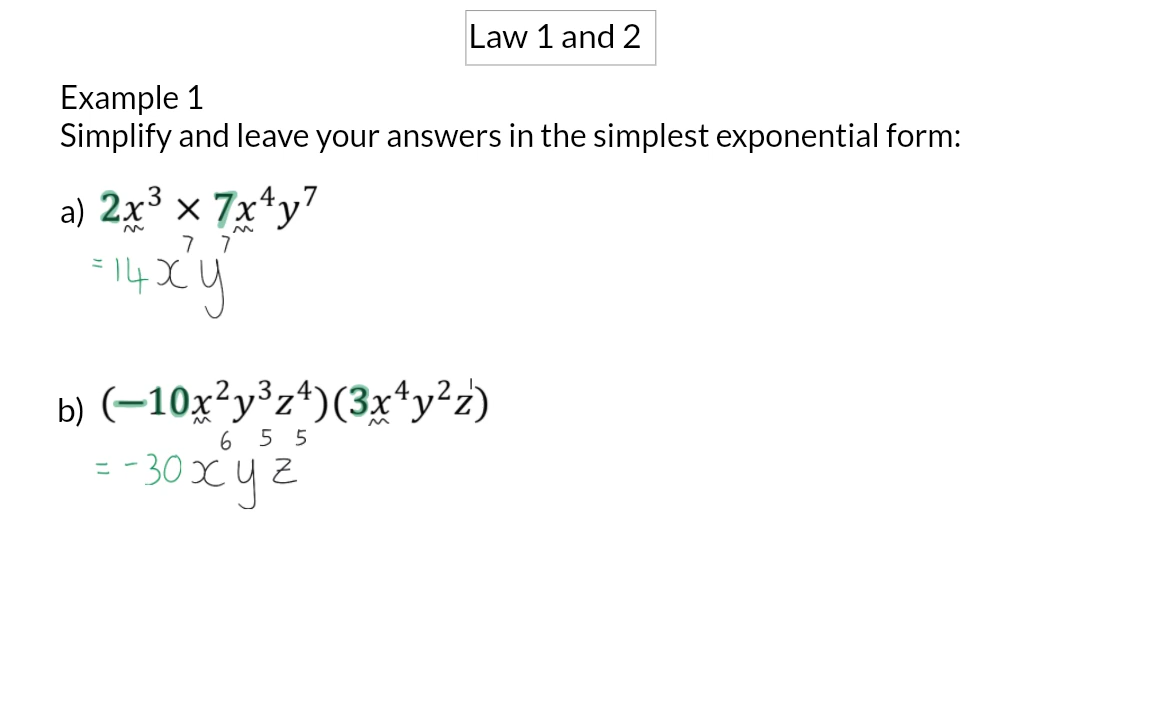 Law 1 and 2
Example 1
Simplify and leave your answers in the simplest exponential form:
a) 2x³ × 7x⁴y⁷
=14x⁷y⁷
b) (−10x²y³z⁴)(3x⁴y²z¹)
= -30x⁶y⁵z⁵